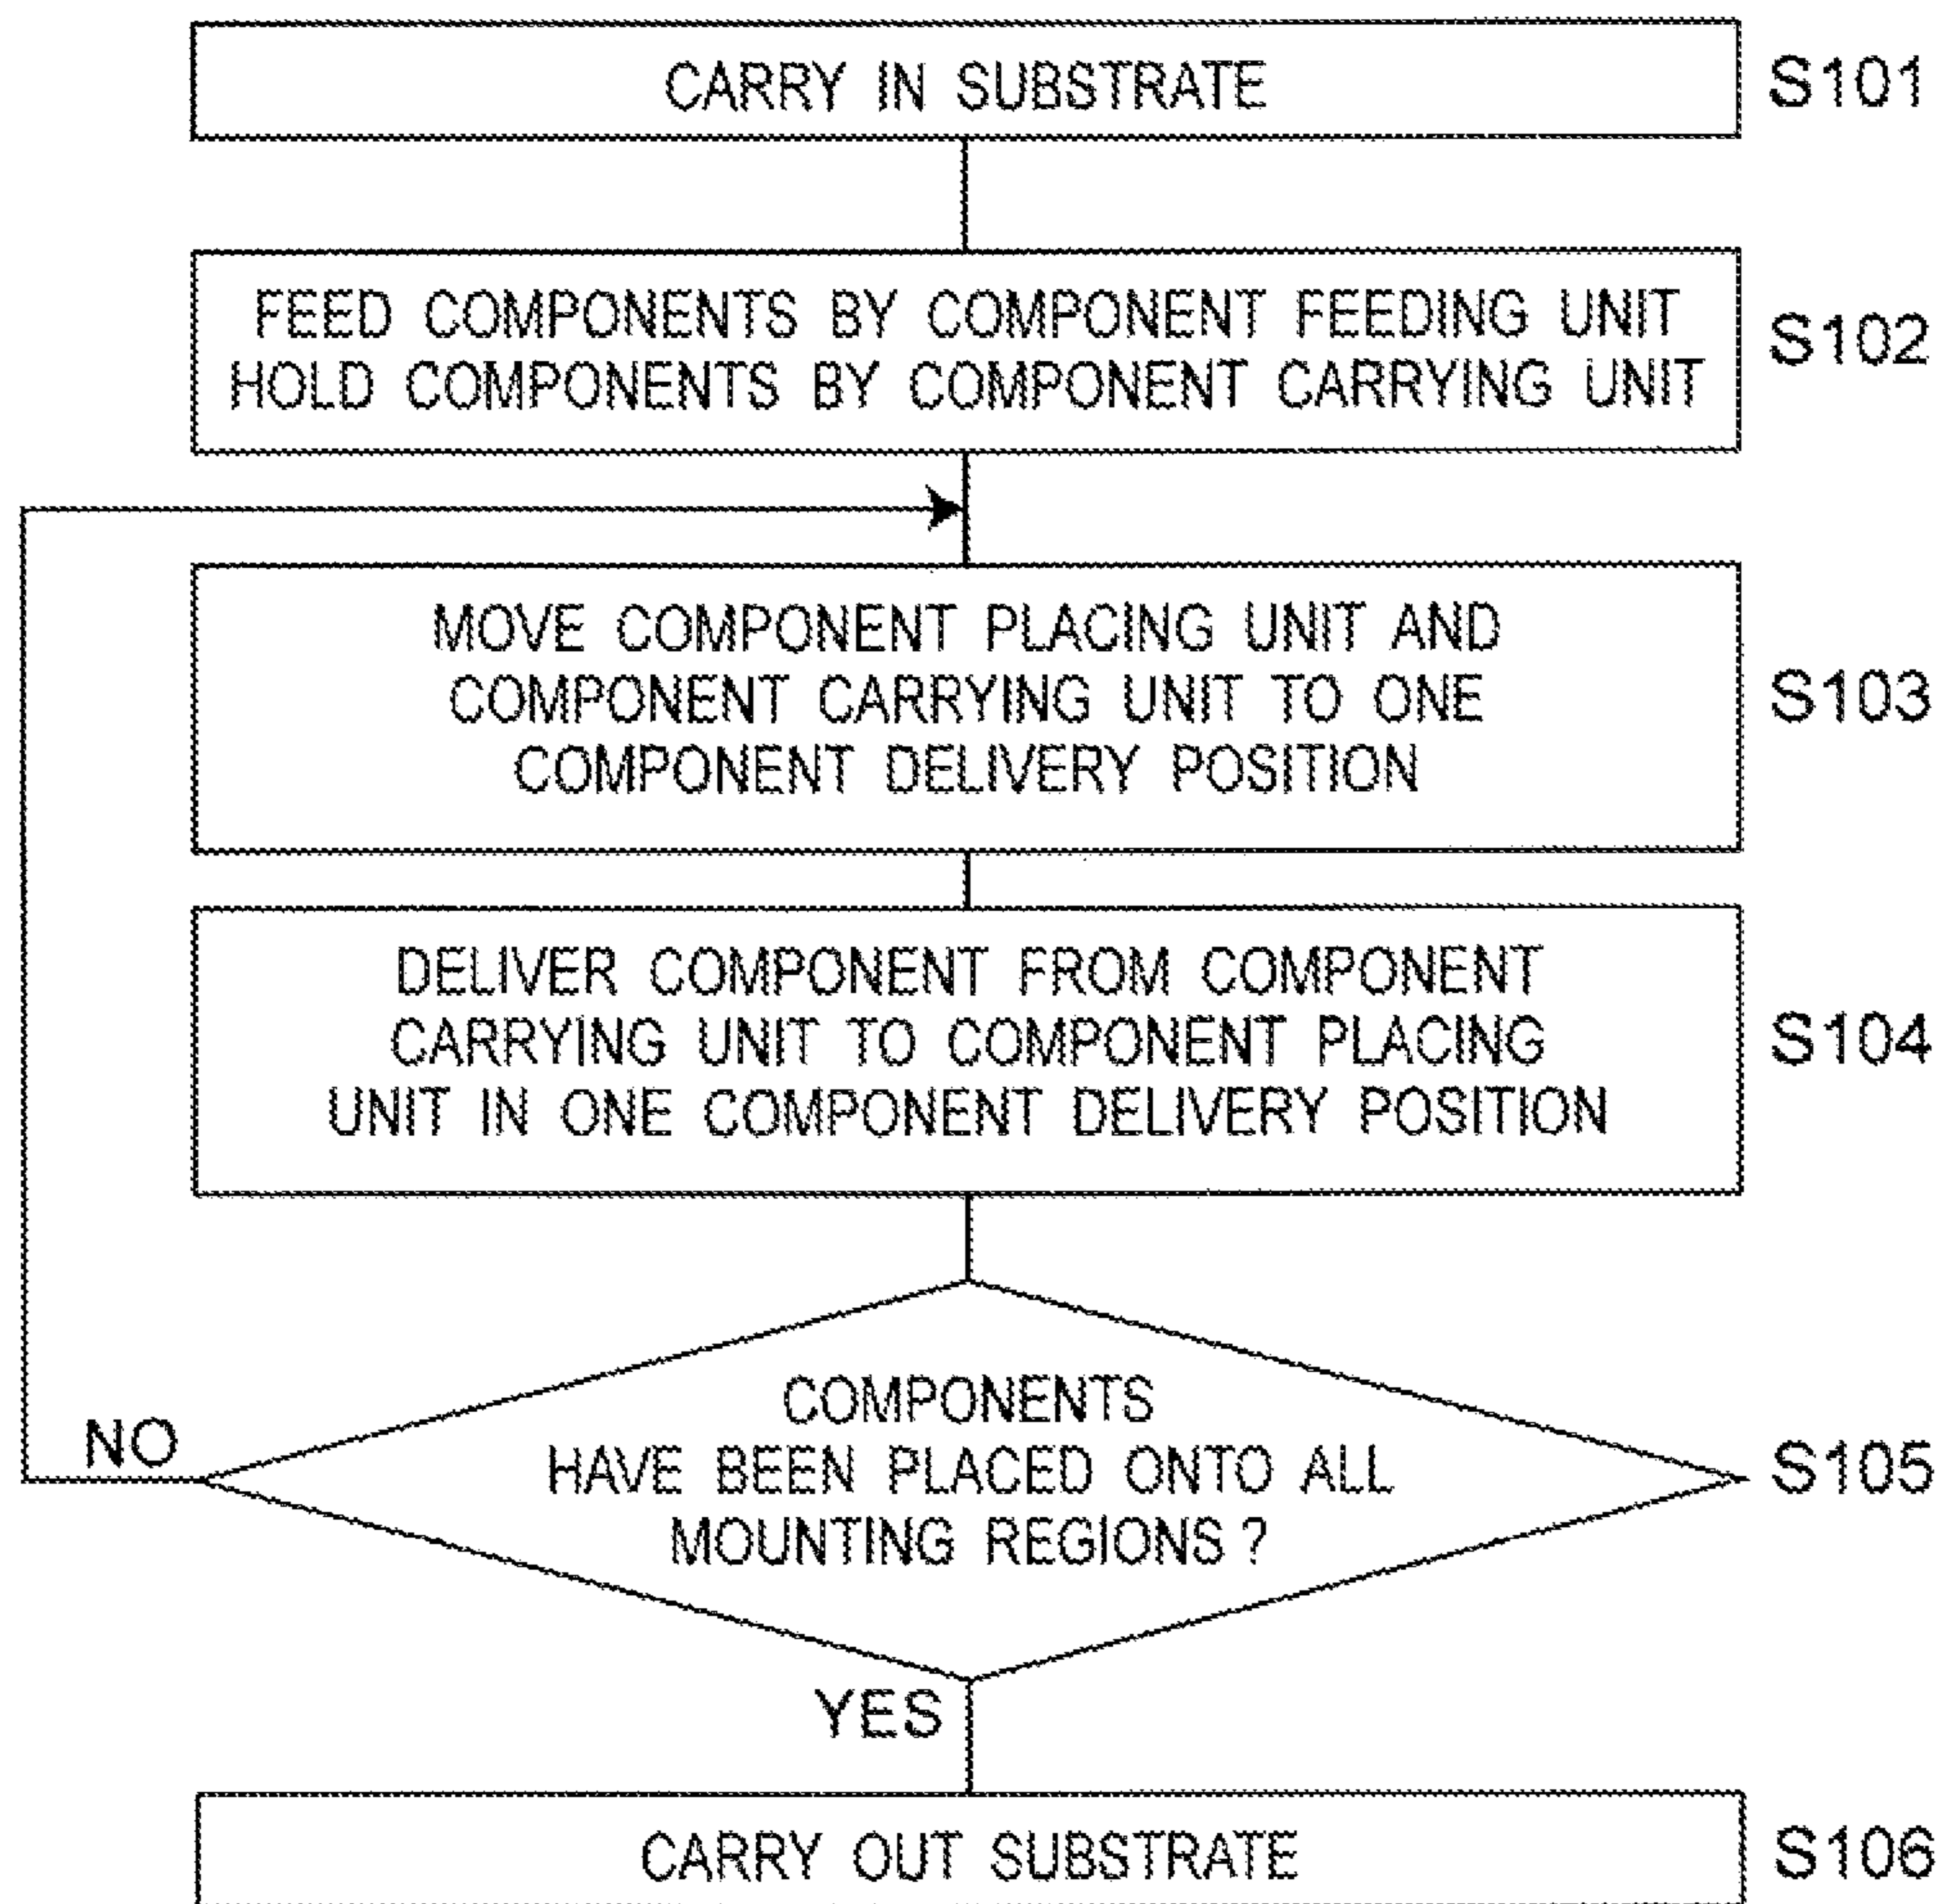 CARRY IN SUBSTRATE
S101
FEED COMPONENTS BY COMPONENT FEEDING UNIT
HOLD COMPONENTS BY COMPONENT CARRYING UNIT
S102
MOVE COMPONENT PLACING UNIT AND
COMPONENT CARRYING UNIT TO ONE
COMPONENT DELIVERY POSITION
S103
DELIVER COMPONENT FROM COMPONENT
CARRYING UNIT TO COMPONENT PLACING
UNIT IN ONE COMPONENT DELIVERY POSITION
S104
COMPONENTS
HAVE BEEN PLACED ONTO ALL
MOUNTING REGIONS ?
S105
NO
YES
CARRY OUT SUBSTRATE
S106